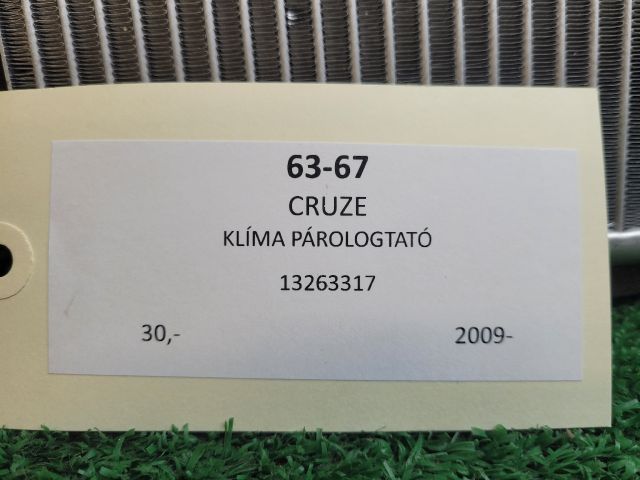 63-67
CRUZE
KLÍMA PÁROLOGTATÓ
13263317
30,- 2009-